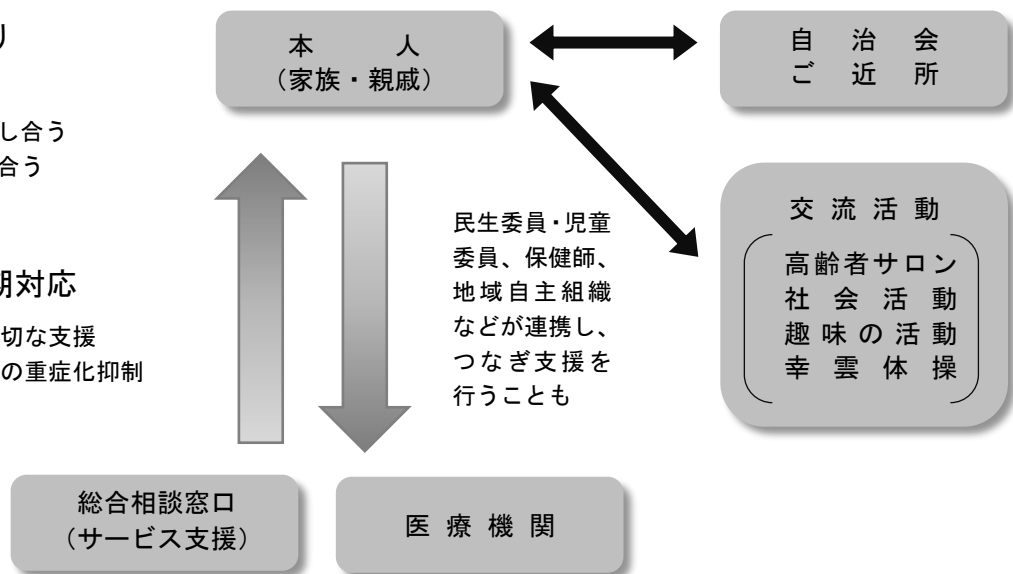 り
し合う
合う
期対応
切な支援
の重症化抑制
本人
（家族・親戚）
自治会
ご近所
民生委員・児童
委員、保健師、
地域自主組織
などが連携し、
つなぎ支援を
行うことも
交流活動
高齢者サロン
社会活動
趣味の活動
幸雲体操
総合相談窓口
（サービス支援）
医療機関